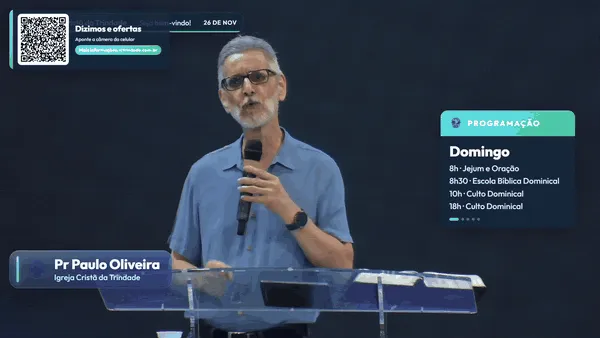 26 DE NOV
Dízimos e ofertas
Aponte a câmera do celular
PROGRAMAÇÃO
Domingo
8h · Jejum e Oração
8h30 · Escola Bíblica Dominical
10h · Culto Dominical
18h · Culto Dominical
Pr Paulo Oliveira
Igreja Cristã da Trindade